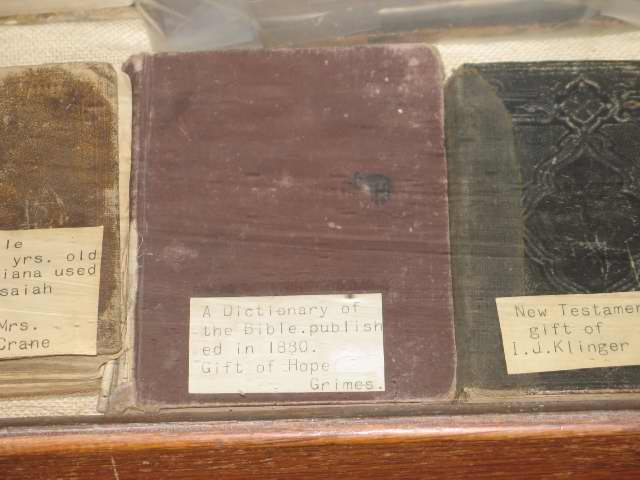 le
yrs. old
iana used
saiah
Mrs.
Crane
A Dictionary of
the Bible.publish
ed in 1880.
Gift of Hope
Grimes.
New Testamen
gift of
I.J.Klinger